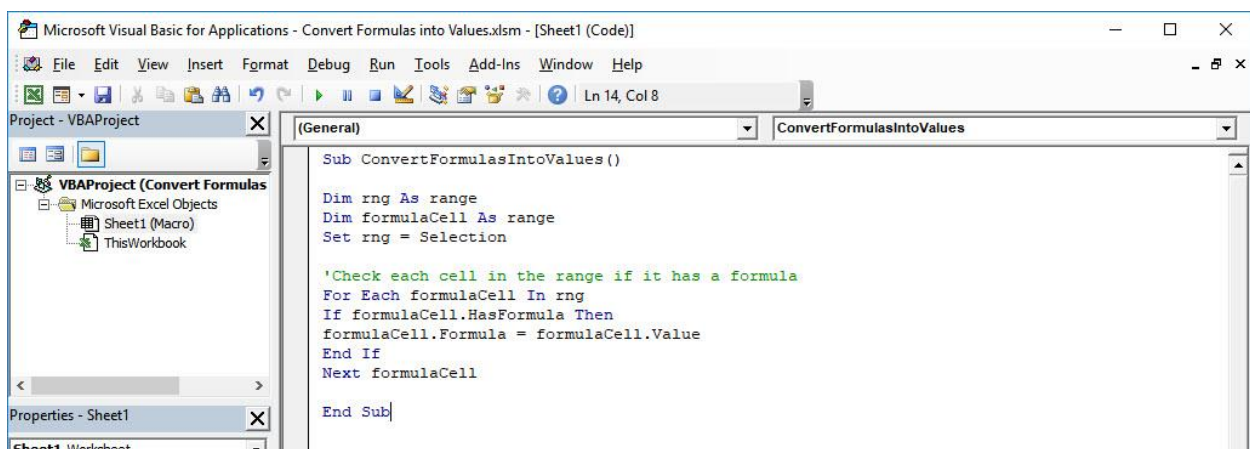 Microsoft Visual Basic for Applications - Convert Formulas into Values.xlsm - [Sheet1 (Code)]
File Edit View Insert Format Debug Run Tools Add-Ins Window Help
Ln 14, Col 8
Project - VBAProject
(General)
ConvertFormulasIntoValues
VBAProject (Convert Formulas
Microsoft Excel Objects
Sheet1 (Macro)
ThisWorkbook
Sub ConvertFormulasIntoValues()
Dim rng As range
Dim formulaCell As range
Set rng = Selection
'Check each cell in the range if it has a formula
For Each formulaCell In rng
If formulaCell.HasFormula Then
formulaCell.Formula = formulaCell.Value
End If
Next formulaCell
End Sub
Properties - Sheet1
Sheet1 Worksheet